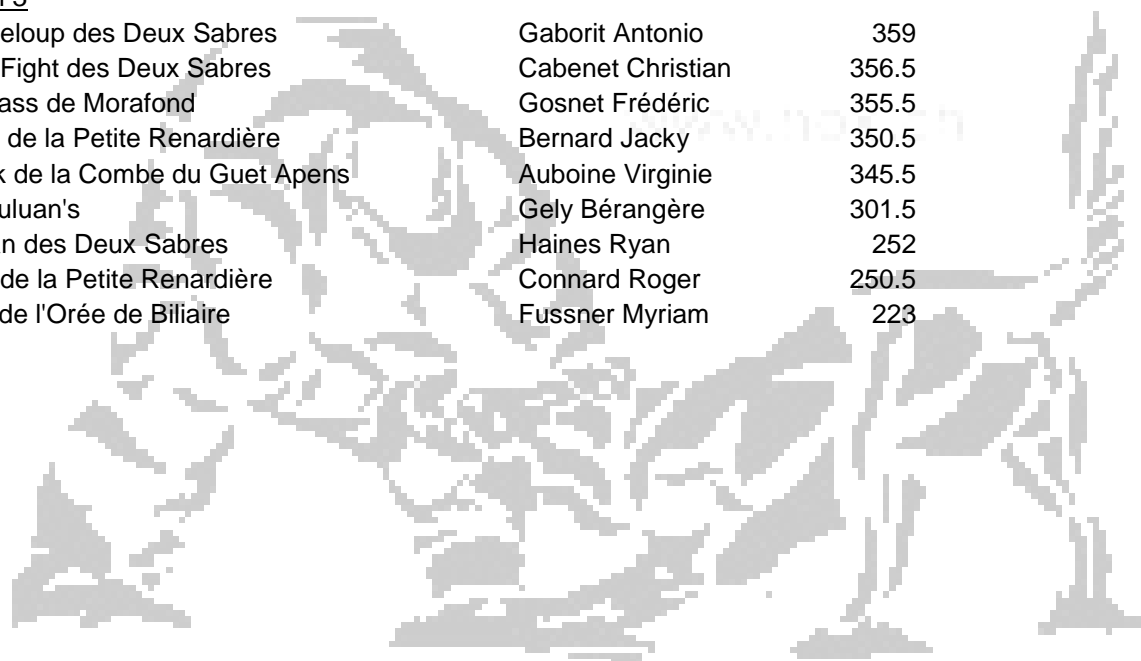 eloup des Deux Sabres Gaborit Antonio 359
Fight des Deux Sabres Cabenet Christian 356.5
ass de Morafond Gosnet Frédéric 355.5
de la Petite Renardière Bernard Jacky 350.5
k de la Combe du Guet Apens Auboine Virginie 345.5
uluan's Gely Bérangère 301.5
n des Deux Sabres Haines Ryan 252
de la Petite Renardière Connard Roger 250.5
de l'Orée de Biliaire Fussner Myriam 223